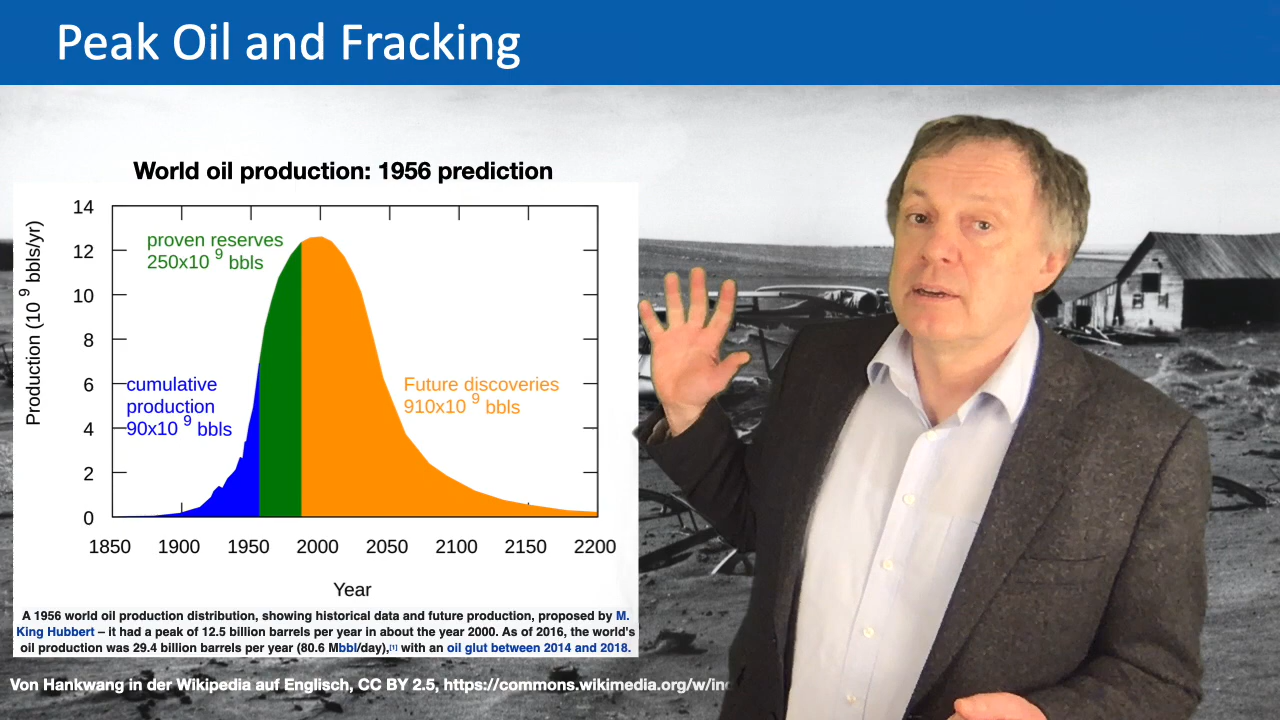 Peak Oil and Fracking
World oil production: 1956 prediction
Production (10 9 bbls/yr)
14
12
10
8
6
4
2
0
proven reserves
250x10 9 bbls
cumulative
production
90x10 9 bbls
Future discoveries
910x10 9 bbls
1850 1900 1950 2000 2050 2100 2150 2200
Year
A 1956 world oil production distribution, showing historical data and future production, proposed by M.
King Hubbert – it had a peak of 12.5 billion barrels per year in about the year 2000. As of 2016, the world's
oil production was 29.4 billion barrels per year (80.6 Mbbl/day),[1] with an oil glut between 2014 and 2018.
Von Hankwang in der Wikipedia auf Englisch, CC BY 2.5, https://commons.wikimedia.org/w/